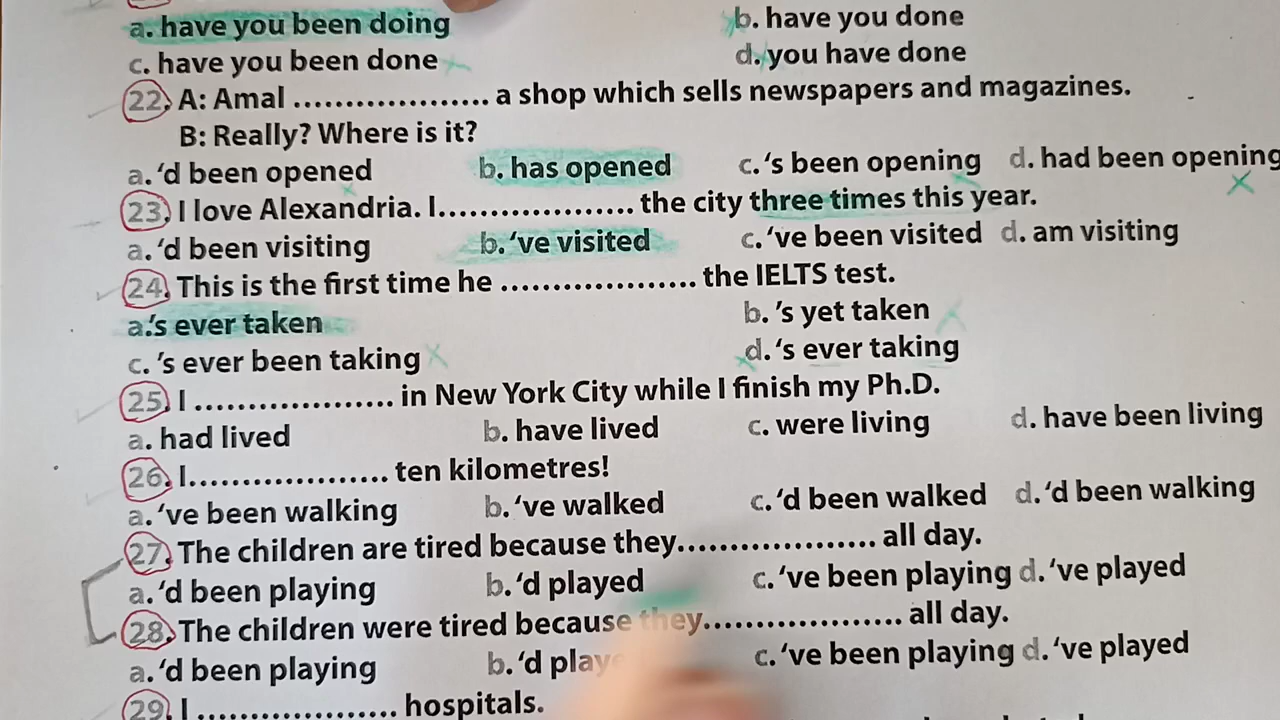 a. have you been doing b. have you done
c. have you been done d. you have done
22. A: Amal ................... a shop which sells newspapers and magazines.
B: Really? Where is it?
a. ‘d been opened b. has opened c. ‘s been opening d. had been opening
23. I love Alexandria. I................... the city three times this year.
a. ‘d been visiting b. ‘ve visited c. ‘ve been visited d. am visiting
24. This is the first time he ................... the IELTS test.
a.’s ever taken b. ’s yet taken
c. ’s ever been taking d. ‘s ever taking
25. I ................... in New York City while I finish my Ph.D.
a. had lived b. have lived c. were living d. have been living
26. I................... ten kilometres!
a. ‘ve been walking b. ‘ve walked c. ‘d been walked d. ‘d been walking
27. The children are tired because they................... all day.
a. ‘d been playing b. ‘d played c. ‘ve been playing d. ‘ve played
28. The children were tired because they................... all day.
a. ‘d been playing b. ‘d c. ‘ve been playing d. ‘ve played
29. I ................... hospitals.